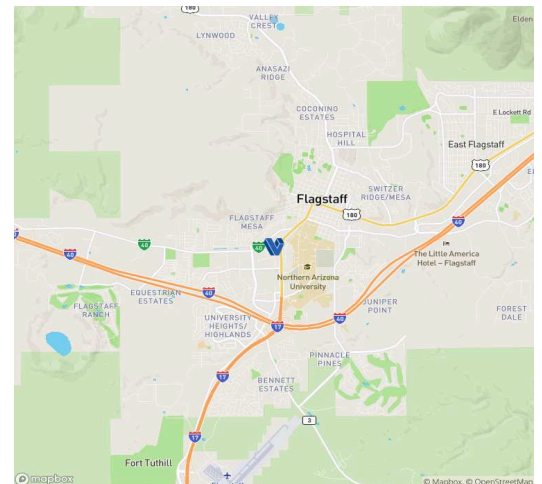 180
VALLEY
CREST
Elden
LYNWOOD
ANASAZI
RIDGE
COCONINO
ESTATES
E Lockett Rd
HOSPITAL
HILL
East Flagstaff
180
SWITZER
RIDGE/MESA
Flagstaff
180
FLAGSTAFF
MESA
40
40
40
40
The Little America
Hotel – Flagstaff
Northern Arizona
University
EQUESTRIAN
ESTATES
40
FLAGSTAFF
RANCH
JUNIPER
POINT
FOREST
DALE
UNIVERSITY
HEIGHTS/
HIGHLANDS
40
17
PINNACLE
PINES
17
BENNETT
ESTATES
3
17
Fort Tuthill
mapbox
© Mapbox, © OpenStreetMap